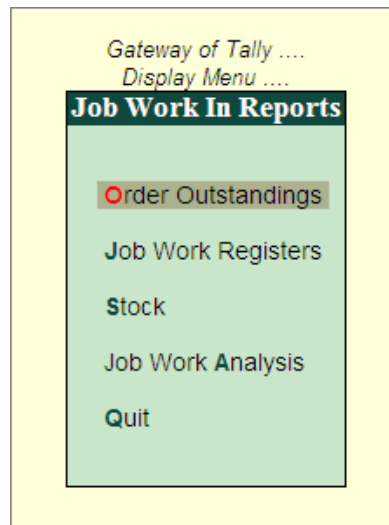 Gateway of Tally ....
Display Menu ....
Job Work In Reports
Order Outstandings
Job Work Registers
Stock
Job Work Analysis
Quit